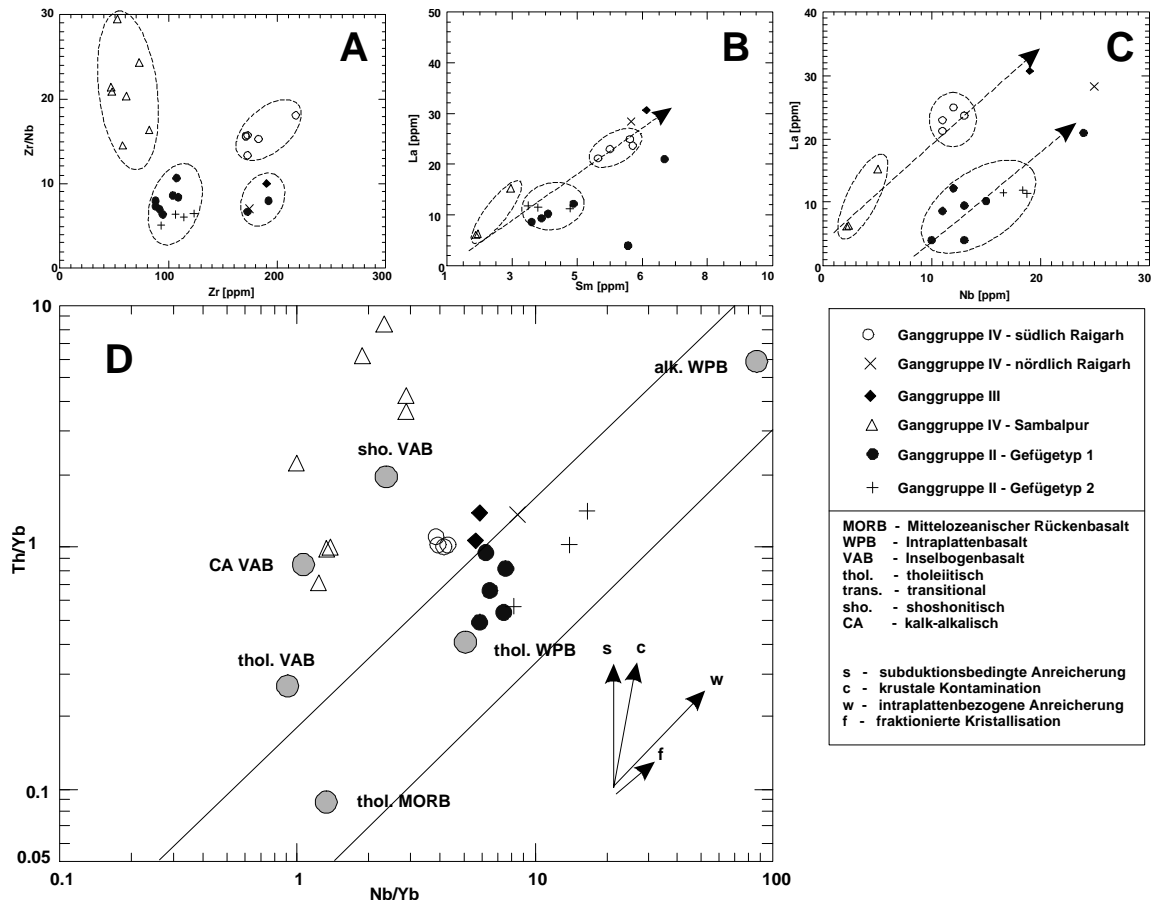 A
50
40
30
20
10
0
Zr/Nb
0
100
200
300
Zr [ppm]
B
50
40
30
20
10
0
La [ppm]
1
3
5
6
8
10
Sm [ppm]
C
40
30
20
10
0
La [ppm]
0
10
20
30
Nb [ppm]
D
10
1
0.1
0.05
Th/Yb
0.1
1
10
100
Nb/Yb
alk. WPB
sho. VAB
CA VAB
thol. VAB
thol. WPB
thol. MORB
s
c
w
f
Ganggruppe IV - südlich Raigarh
Ganggruppe IV - nördlich Raigarh
Ganggruppe III
Ganggruppe IV - Sambalpur
Ganggruppe II - Gefügetyp 1
Ganggruppe II - Gefügetyp 2
MORB - Mittelozeanischer Rückenbasalt
WPB - Intraplattenbasalt
VAB - Inselbogenbasalt
thol. - tholeiitisch
trans. - transitional
sho. - shoshonitisch
CA - kalk-alkalisch
s - subduktionsbedingte Anreicherung
c - krustale Kontamination
w - intraplattenbezogene Anreicherung
f - fraktionierte Kristallisation